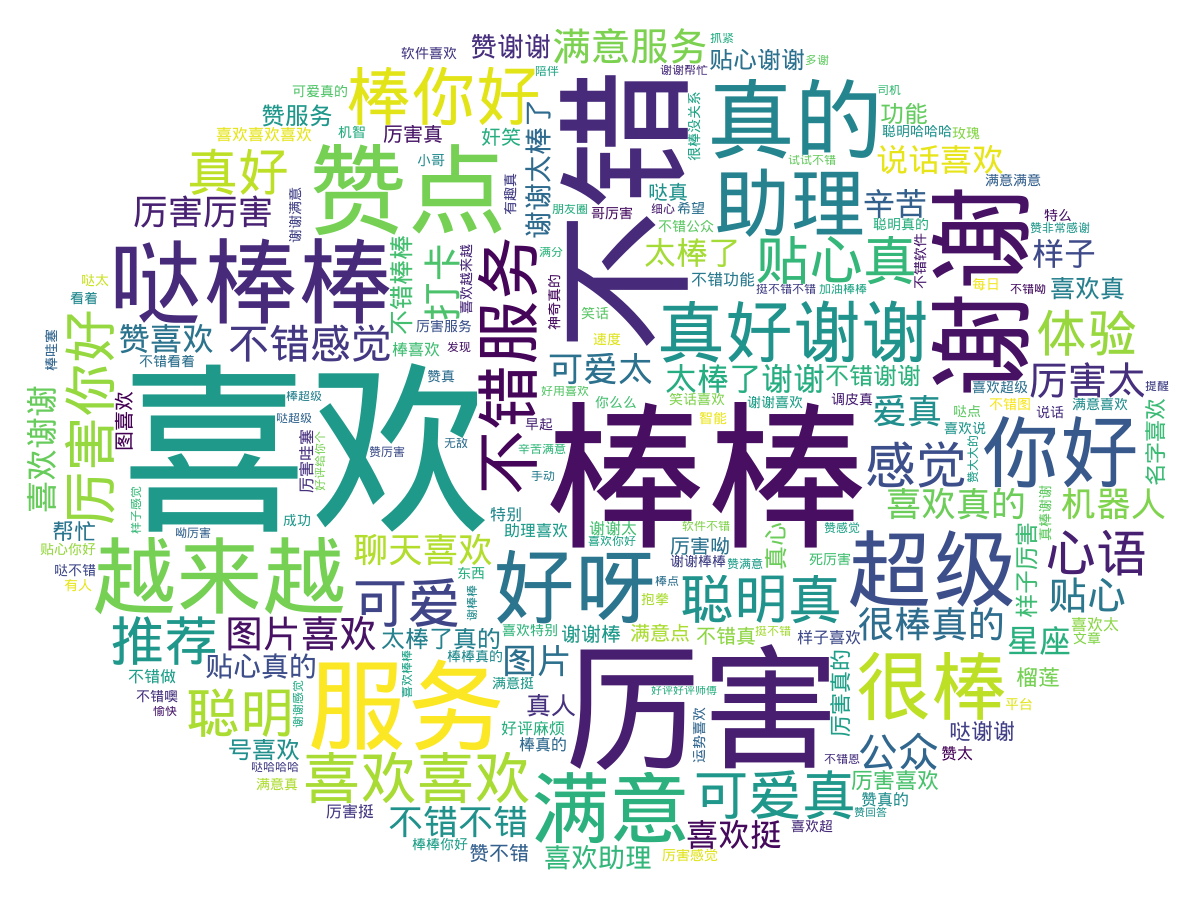 抓紧
软件喜欢
赞谢谢
满意服务
贴心谢谢
多谢
陪伴
谢谢帮忙
可爱真的
棒你好
不错
真的
司机
赞服务
很棒没关系
功能
喜欢喜欢喜欢
机智
厉害真
奸笑
谢谢太棒了
聪明哈哈哈
玫瑰
真好
赞点
小哥
试试不错
说话喜欢
有趣真
助理
哒真
满意满意
厉害厉害
谢谢满意
朋友圈
哥厉害
细心
希望
辛苦
谢谢
特么
不错公众
聪明真的
赞非常感谢
哒棒棒
不错棒棒
打卡
喜欢越来越
不错服务
满分
太棒了
贴心真
不错软件
样子
哒太
看着
神奇真的
不错功能
挺不错不错
加油棒棒
每日
不错呦
喜欢真
厉害你好
赞喜欢
不错感觉
厉害服务
笑话
真好谢谢
体验
棒哇塞
不错看着
棒喜欢
发现
速度
可爱太
太棒了谢谢
不错谢谢
厉害太
提醒
喜欢
赞真
喜欢谢谢
图喜欢
棒超级
好用喜欢
你么么
笑话喜欢
谢谢喜欢
调皮真
爱真
喜欢超级
不错图
说话
满意喜欢
名字喜欢
哒超级
早起
棒棒
智能
哒点
喜欢说
你好
厉害哇塞
好评给你个
赞厉害
无敌
辛苦满意
手动
感觉
赞大大的
样子感觉
喜欢真的
机器人
真棒谢谢
帮忙
呦厉害
成功
特别
助理喜欢
谢谢太
喜欢你好
软件不错
厉害呦
真心
赞感觉
超级
样子厉害
心语
贴心你好
越来越
聊天喜欢
哒不错
有人
东西
好呀
谢谢棒棒
赞满意
死厉害
棒点
可爱
谢棒棒
抱拳
聪明真
贴心
推荐
图片喜欢
太棒了真的
喜欢特别
谢谢棒
满意点
不错真
挺不错
样子喜欢
很棒真的
星座
喜欢太
文章
贴心真的
棒棒真的
图片
厉害
厉害真的
很棒
榴莲
不错做
服务
喜欢棒棒
满意挺
好评好评师傅
不错噢
愉快
聪明
谢谢感觉
真人
平台
好评麻烦
运势喜欢
哒谢谢
号喜欢
棒真的
公众
赞太
哒哈哈哈
不错恩
满意真
喜欢喜欢
满意
可爱真
厉害喜欢
厉害挺
赞真的
赞回答
不错不错
喜欢挺
喜欢超
棒棒你好
赞不错
喜欢助理
厉害感觉